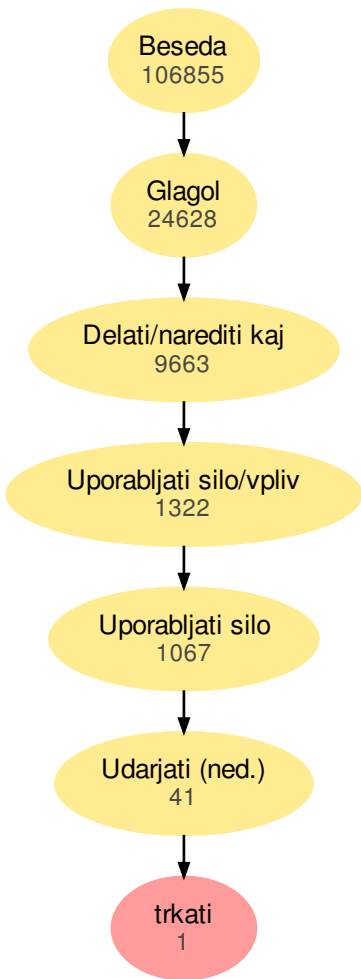 Beseda
106855
Glagol
24628
Delati/narediti kaj
9663
Uporabljati silo/vpliv
1322
Uporabljati silo
1067
Udarjati (ned.)
41
trkati
1